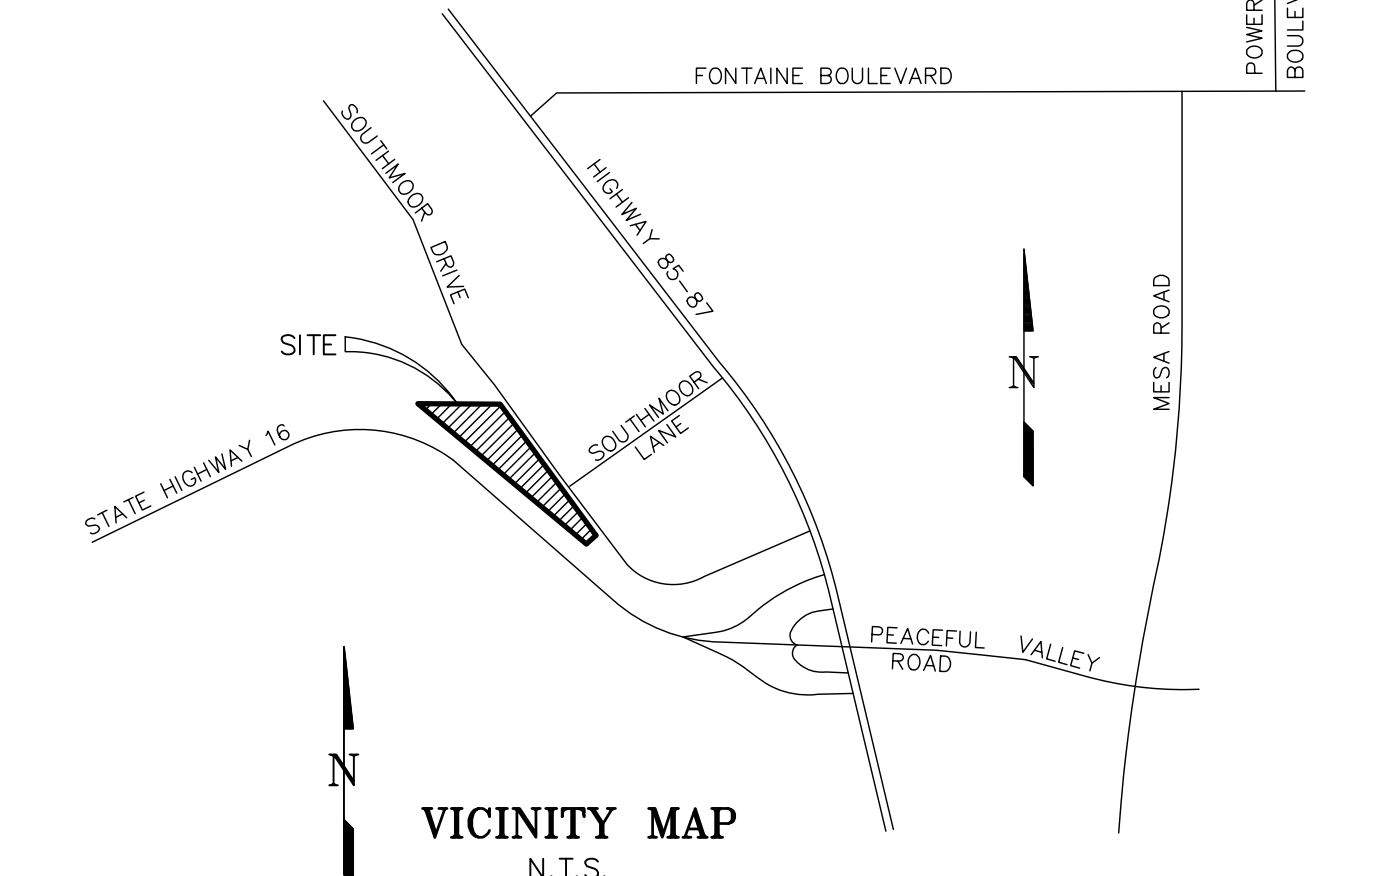 POWER
BOULEV
FONTAINE BOULEVARD
SOUTHMOOR DRIVE
HIGHWAY 85-87
MESA ROAD
SITE
N
SOUTHMOOR
LANE
STATE HIGHWAY 16
PEACEFUL VALLEY
ROAD
N
VICINITY MAP
N.T.S.